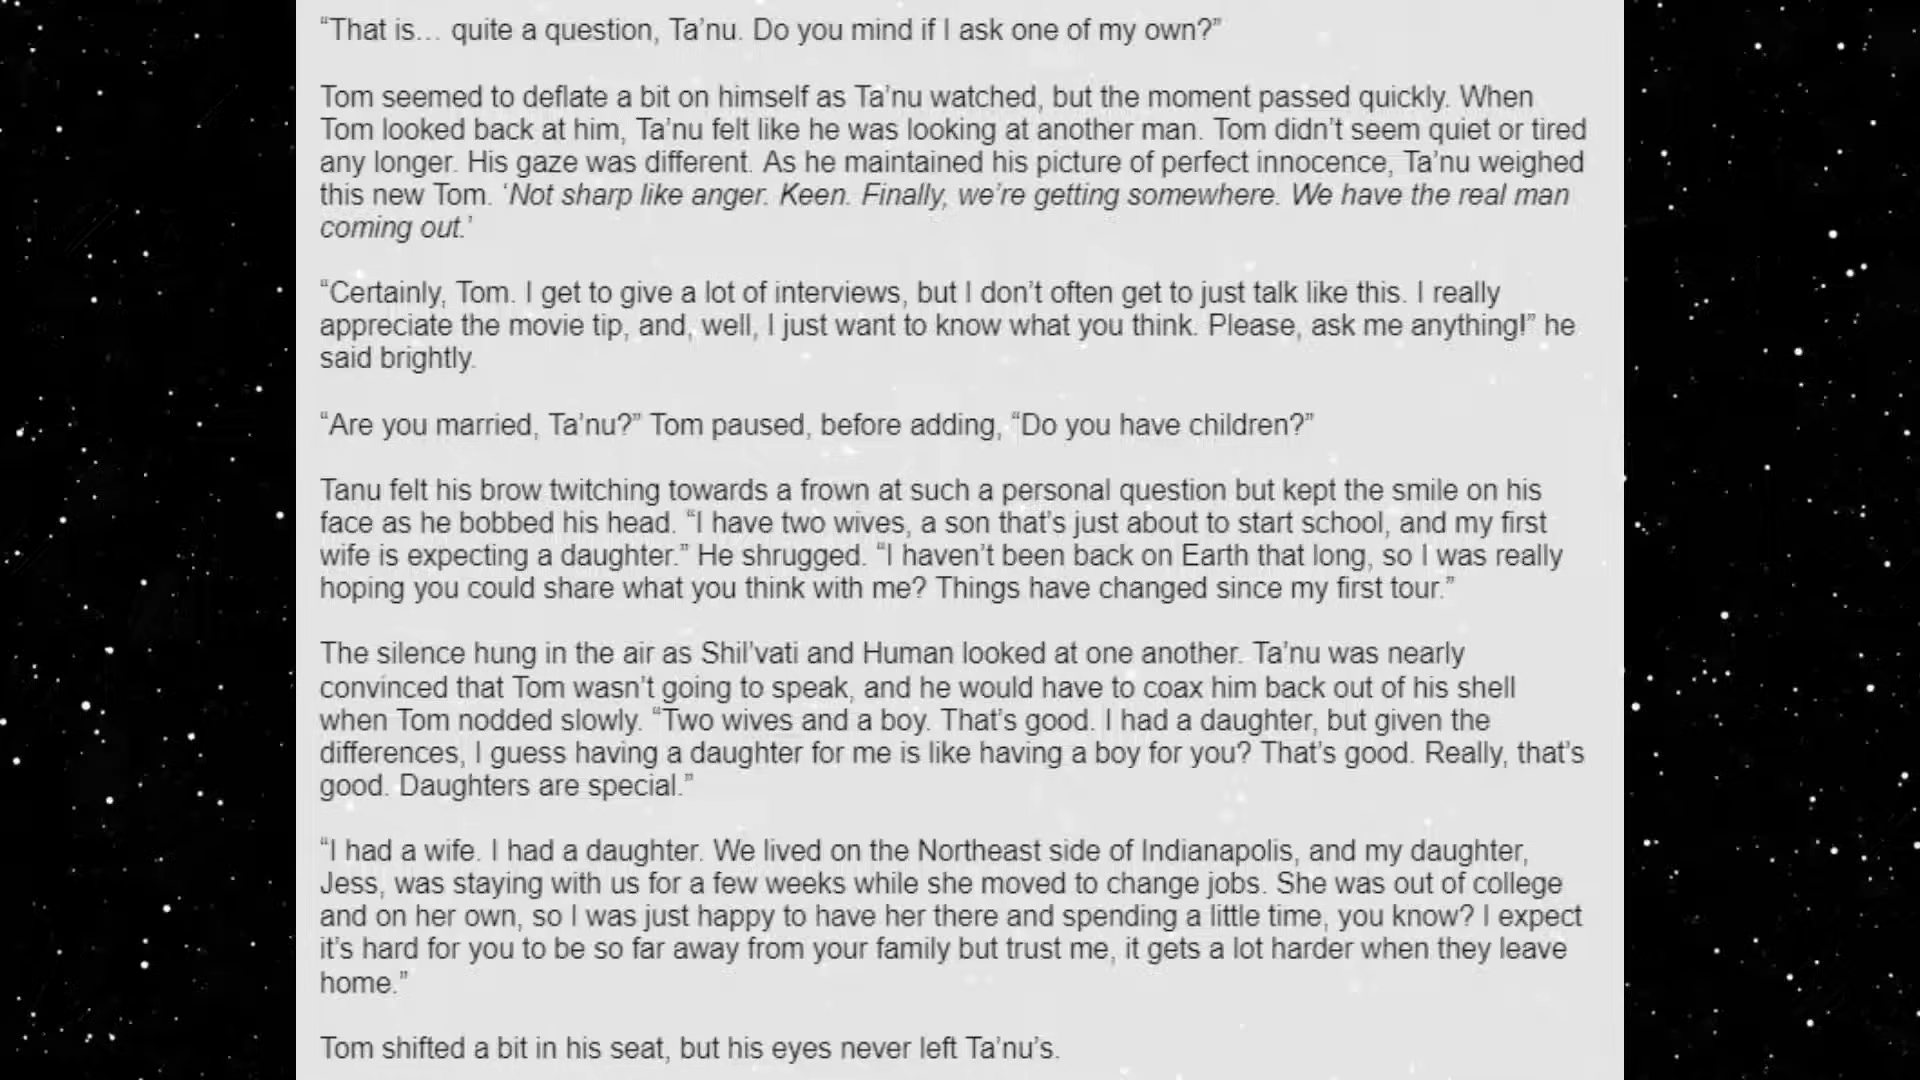 “That is... quite a question, Ta’nu. Do you mind if I ask one of my own?”
Tom seemed to deflate a bit on himself as Ta’nu watched, but the moment passed quickly. When
Tom looked back at him, Ta’nu felt like he was looking at another man. Tom didn’t seem quiet or tired
any longer. His gaze was different. As he maintained his picture of perfect innocence, Ta’nu weighed
this new Tom. ‘Not sharp like anger. Keen. Finally, we’re getting somewhere. We have the real man
coming out.’
“Certainly, Tom. I get to give a lot of interviews, but I don’t often get to just talk like this. I really
appreciate the movie tip, and, well, I just want to know what you think. Please, ask me anything!” he
said brightly.
“Are you married, Ta’nu?” Tom paused, before adding, “Do you have children?”
Tanu felt his brow twitching towards a frown at such a personal question but kept the smile on his
face as he bobbed his head. “I have two wives, a son that’s just about to start school, and my first
wife is expecting a daughter.” He shrugged. “I haven’t been back on Earth that long, so I was really
hoping you could share what you think with me? Things have changed since my first tour.”
The silence hung in the air as Shil’vati and Human looked at one another. Ta’nu was nearly
convinced that Tom wasn’t going to speak, and he would have to coax him back out of his shell
when Tom nodded slowly. “Two wives and a boy. That’s good. I had a daughter, but given the
differences, I guess having a daughter for me is like having a boy for you? That’s good. Really, that’s
good. Daughters are special.”
“I had a wife. I had a daughter. We lived on the Northeast side of Indianapolis, and my daughter,
Jess, was staying with us for a few weeks while she moved to change jobs. She was out of college
and on her own, so I was just happy to have her there and spending a little time, you know? I expect
it’s hard for you to be so far away from your family but trust me, it gets a lot harder when they leave
home.”
Tom shifted a bit in his seat, but his eyes never left Ta’nu’s.